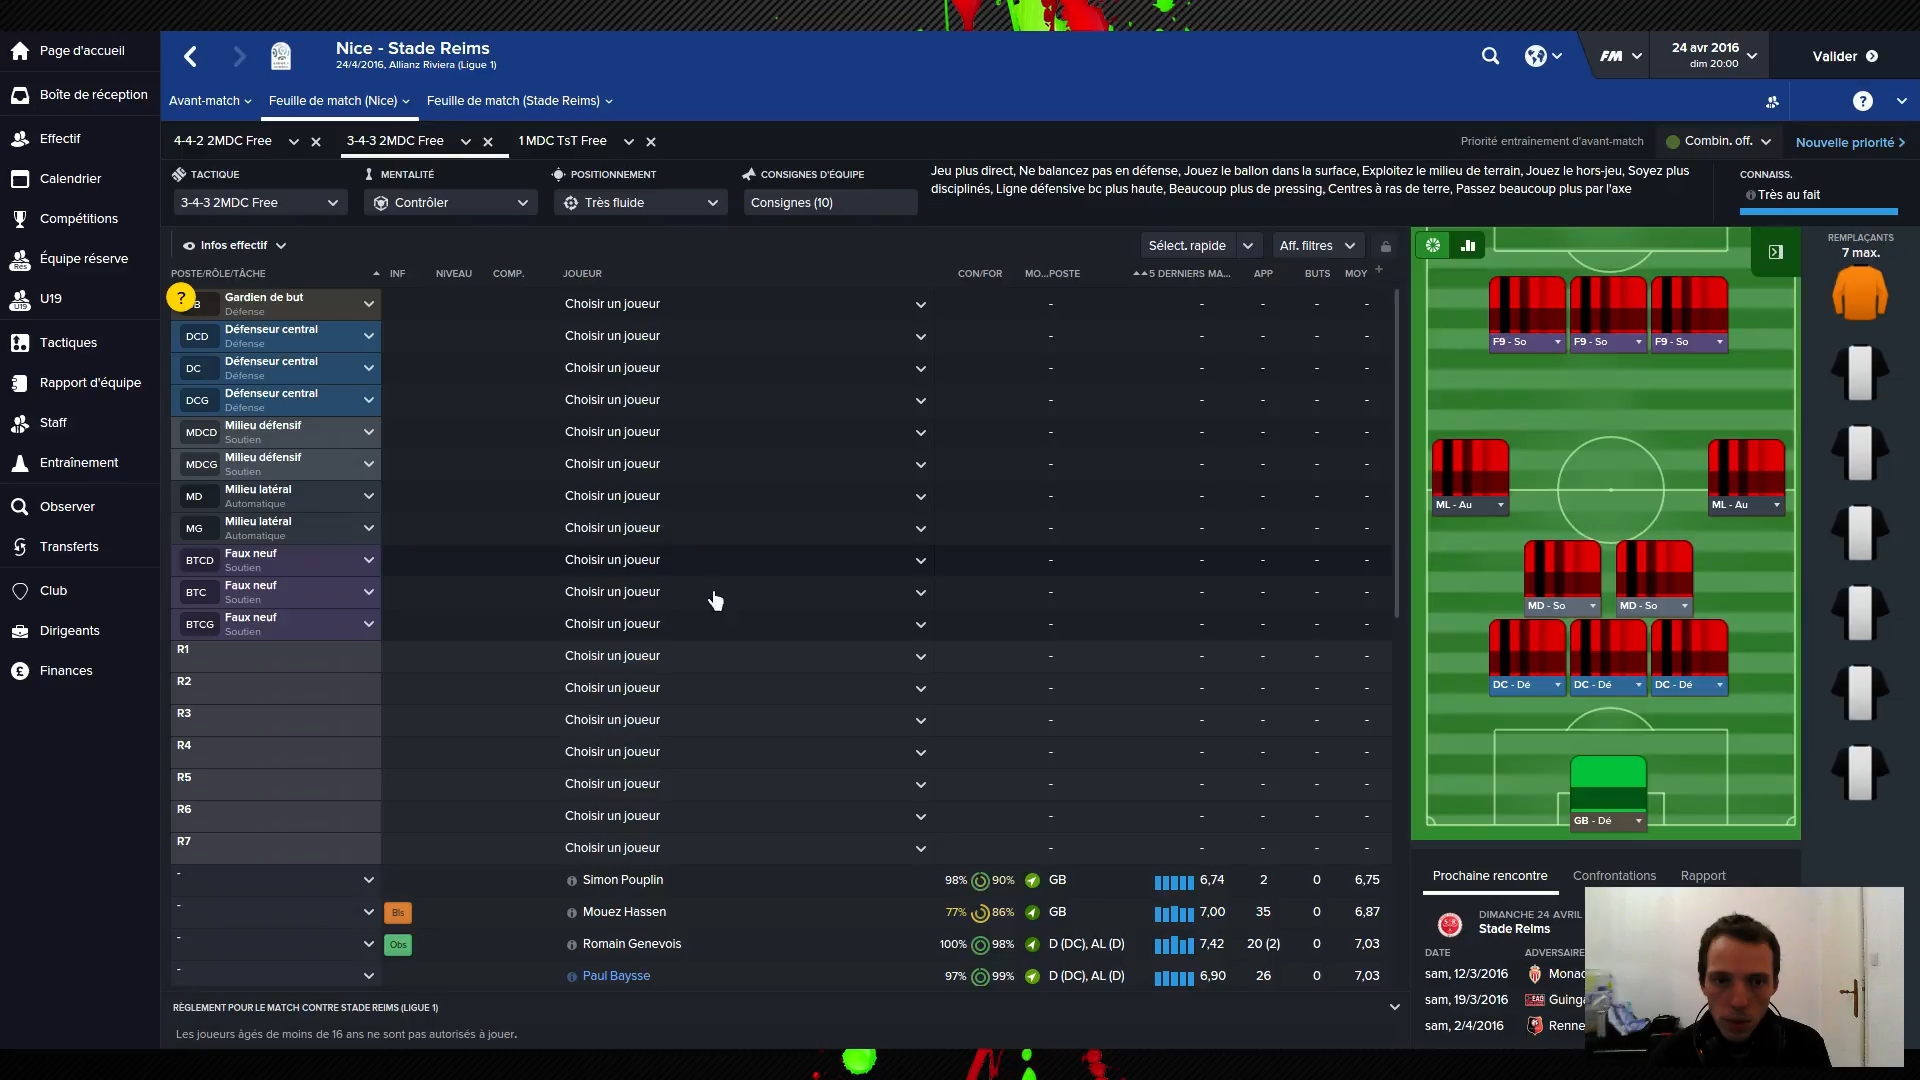 Page d'accueil
Boîte de réception
Effectif
Calendrier
Compétitions
Équipe réserve
U19
Tactiques
Rapport d'équipe
Staff
Entraînement
Observer
Transferts
Club
Dirigeants
Finances
Nice - Stade Reims
24/4/2016, Allianz Riviera (Ligue 1)
FM
24 avr 2016
dim 20:00
Valider
Avant-match
Feuille de match (Nice)
Feuille de match (Stade Reims)
4-4-2 2MDC Free
3-4-3 2MDC Free
1 MDC TsT Free
Priorité entraînement d'avant-match
Combin. off.
Nouvelle priorité >
TACTIQUE
3-4-3 2MDC Free
MENTALITÉ
Contrôler
POSITIONNEMENT
Très fluide
CONSIGNES D'ÉQUIPE
Consignes (10)
Jeu plus direct, Ne balancez pas en défense, Jouez le ballon dans la surface, Exploitez le milieu de terrain, Jouez le hors-jeu, Soyez plus
disciplinés, Ligne défensive bc plus haute, Beaucoup plus de pressing, Centres à ras de terre, Passez beaucoup plus par l'axe
CONNAISS.
Très au fait
Infos effectif
Sélect. rapide
Aff. filtres
POSTE/RÔLE/TÂCHE INF NIVEAU COMP. JOUEUR CON/FOR MO... POSTE 5 DERNIERS MA... APP BUTS MOY
Gardien de but
Défense
Choisir un joueur - - - - -
DCD Défenseur central
Défense
Choisir un joueur - - - - -
DC Défenseur central
Défense
Choisir un joueur - - - - -
DCG Défenseur central
Défense
Choisir un joueur - - - - -
MDCD Milieu défensif
Soutien
Choisir un joueur - - - - -
MDCG Milieu défensif
Soutien
Choisir un joueur - - - - -
MD Milieu latéral
Automatique
Choisir un joueur - - - - -
MG Milieu latéral
Automatique
Choisir un joueur - - - - -
BTCD Faux neuf
Soutien
Choisir un joueur - - - - -
BTC Faux neuf
Soutien
Choisir un joueur - - - - -
BTCG Faux neuf
Soutien
Choisir un joueur - - - - -
R1 Choisir un joueur - - - - -
R2 Choisir un joueur - - - - -
R3 Choisir un joueur - - - - -
R4 Choisir un joueur - - - - -
R5 Choisir un joueur - - - - -
R6 Choisir un joueur - - - - -
R7 Choisir un joueur - - - - -
- Simon Pouplin 98% 90% GB 6,74 2 0 6,75
- Bls Mouez Hassen 77% 86% GB 7,00 35 0 6,87
- Obs Romain Genevois 100% 98% D (DC), AL (D) 7,42 20 (2) 0 7,03
- Paul Baysse 97% 99% D (DC), AL (D) 6,90 26 0 7,03
RÈGLEMENT POUR LE MATCH CONTRE STADE REIMS (LIGUE 1)
Les joueurs âgés de moins de 16 ans ne sont pas autorisés à jouer.
F9 - So F9 - So F9 - So
ML - Au ML - Au
MD - So MD - So
DC - Dé DC - Dé DC - Dé
GB - Dé
REMPLAÇANTS
7 max.
Prochaine rencontre Confrontations Rapport
DIMANCHE 24 AVRIL
Stade Reims
DATE ADVERSAIRE
sam, 12/3/2016 Monac
sam, 19/3/2016 Guinga
sam, 2/4/2016 Renne